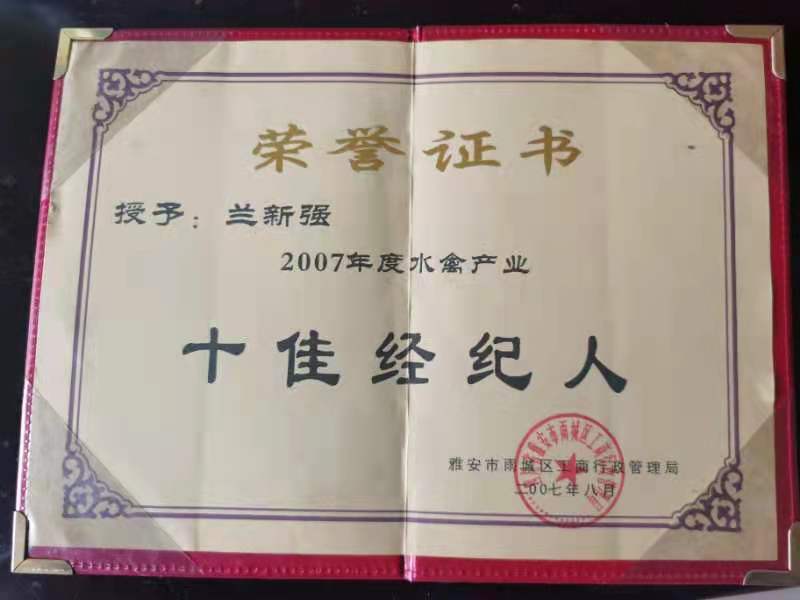 荣誉证书
授予：兰新强
2007年度水禽产业
十佳经纪人
雅安市雨城区工商行政管理局
二00七年八月